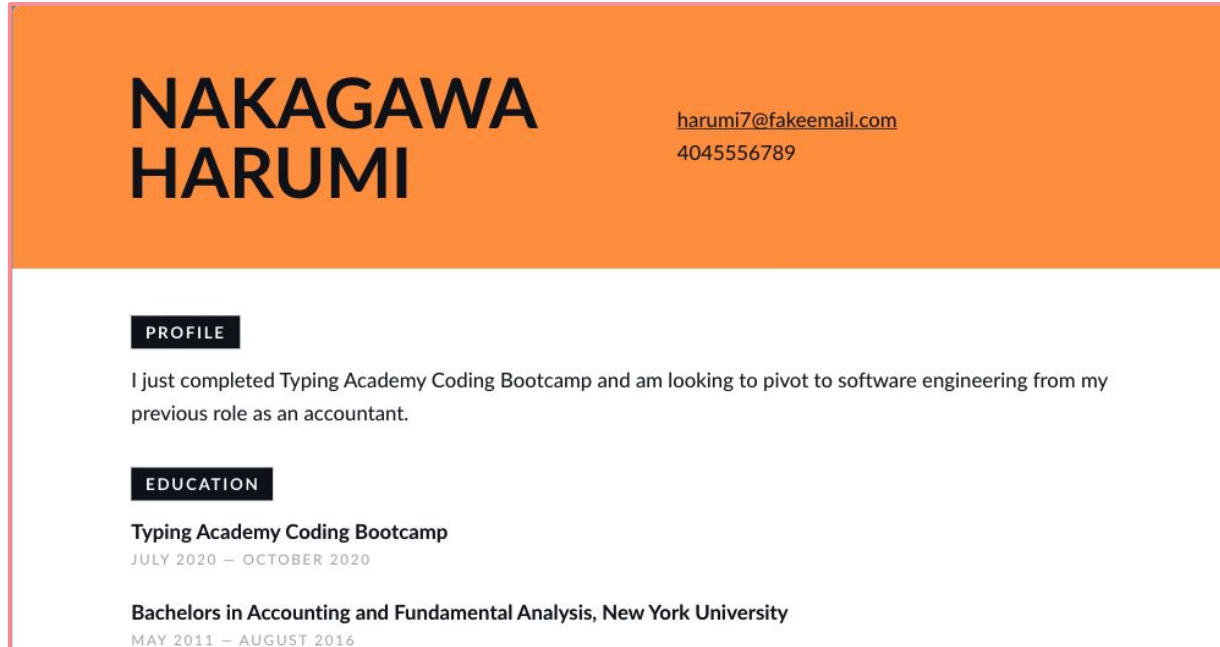 NAKAGAWA
HARUMI
harumi7@fakeemail.com
4045556789
PROFILE
I just completed Typing Academy Coding Bootcamp and am looking to pivot to software engineering from my
previous role as an accountant.
EDUCATION
Typing Academy Coding Bootcamp
JULY 2020 — OCTOBER 2020
Bachelors in Accounting and Fundamental Analysis, New York University
MAY 2011 — AUGUST 2016